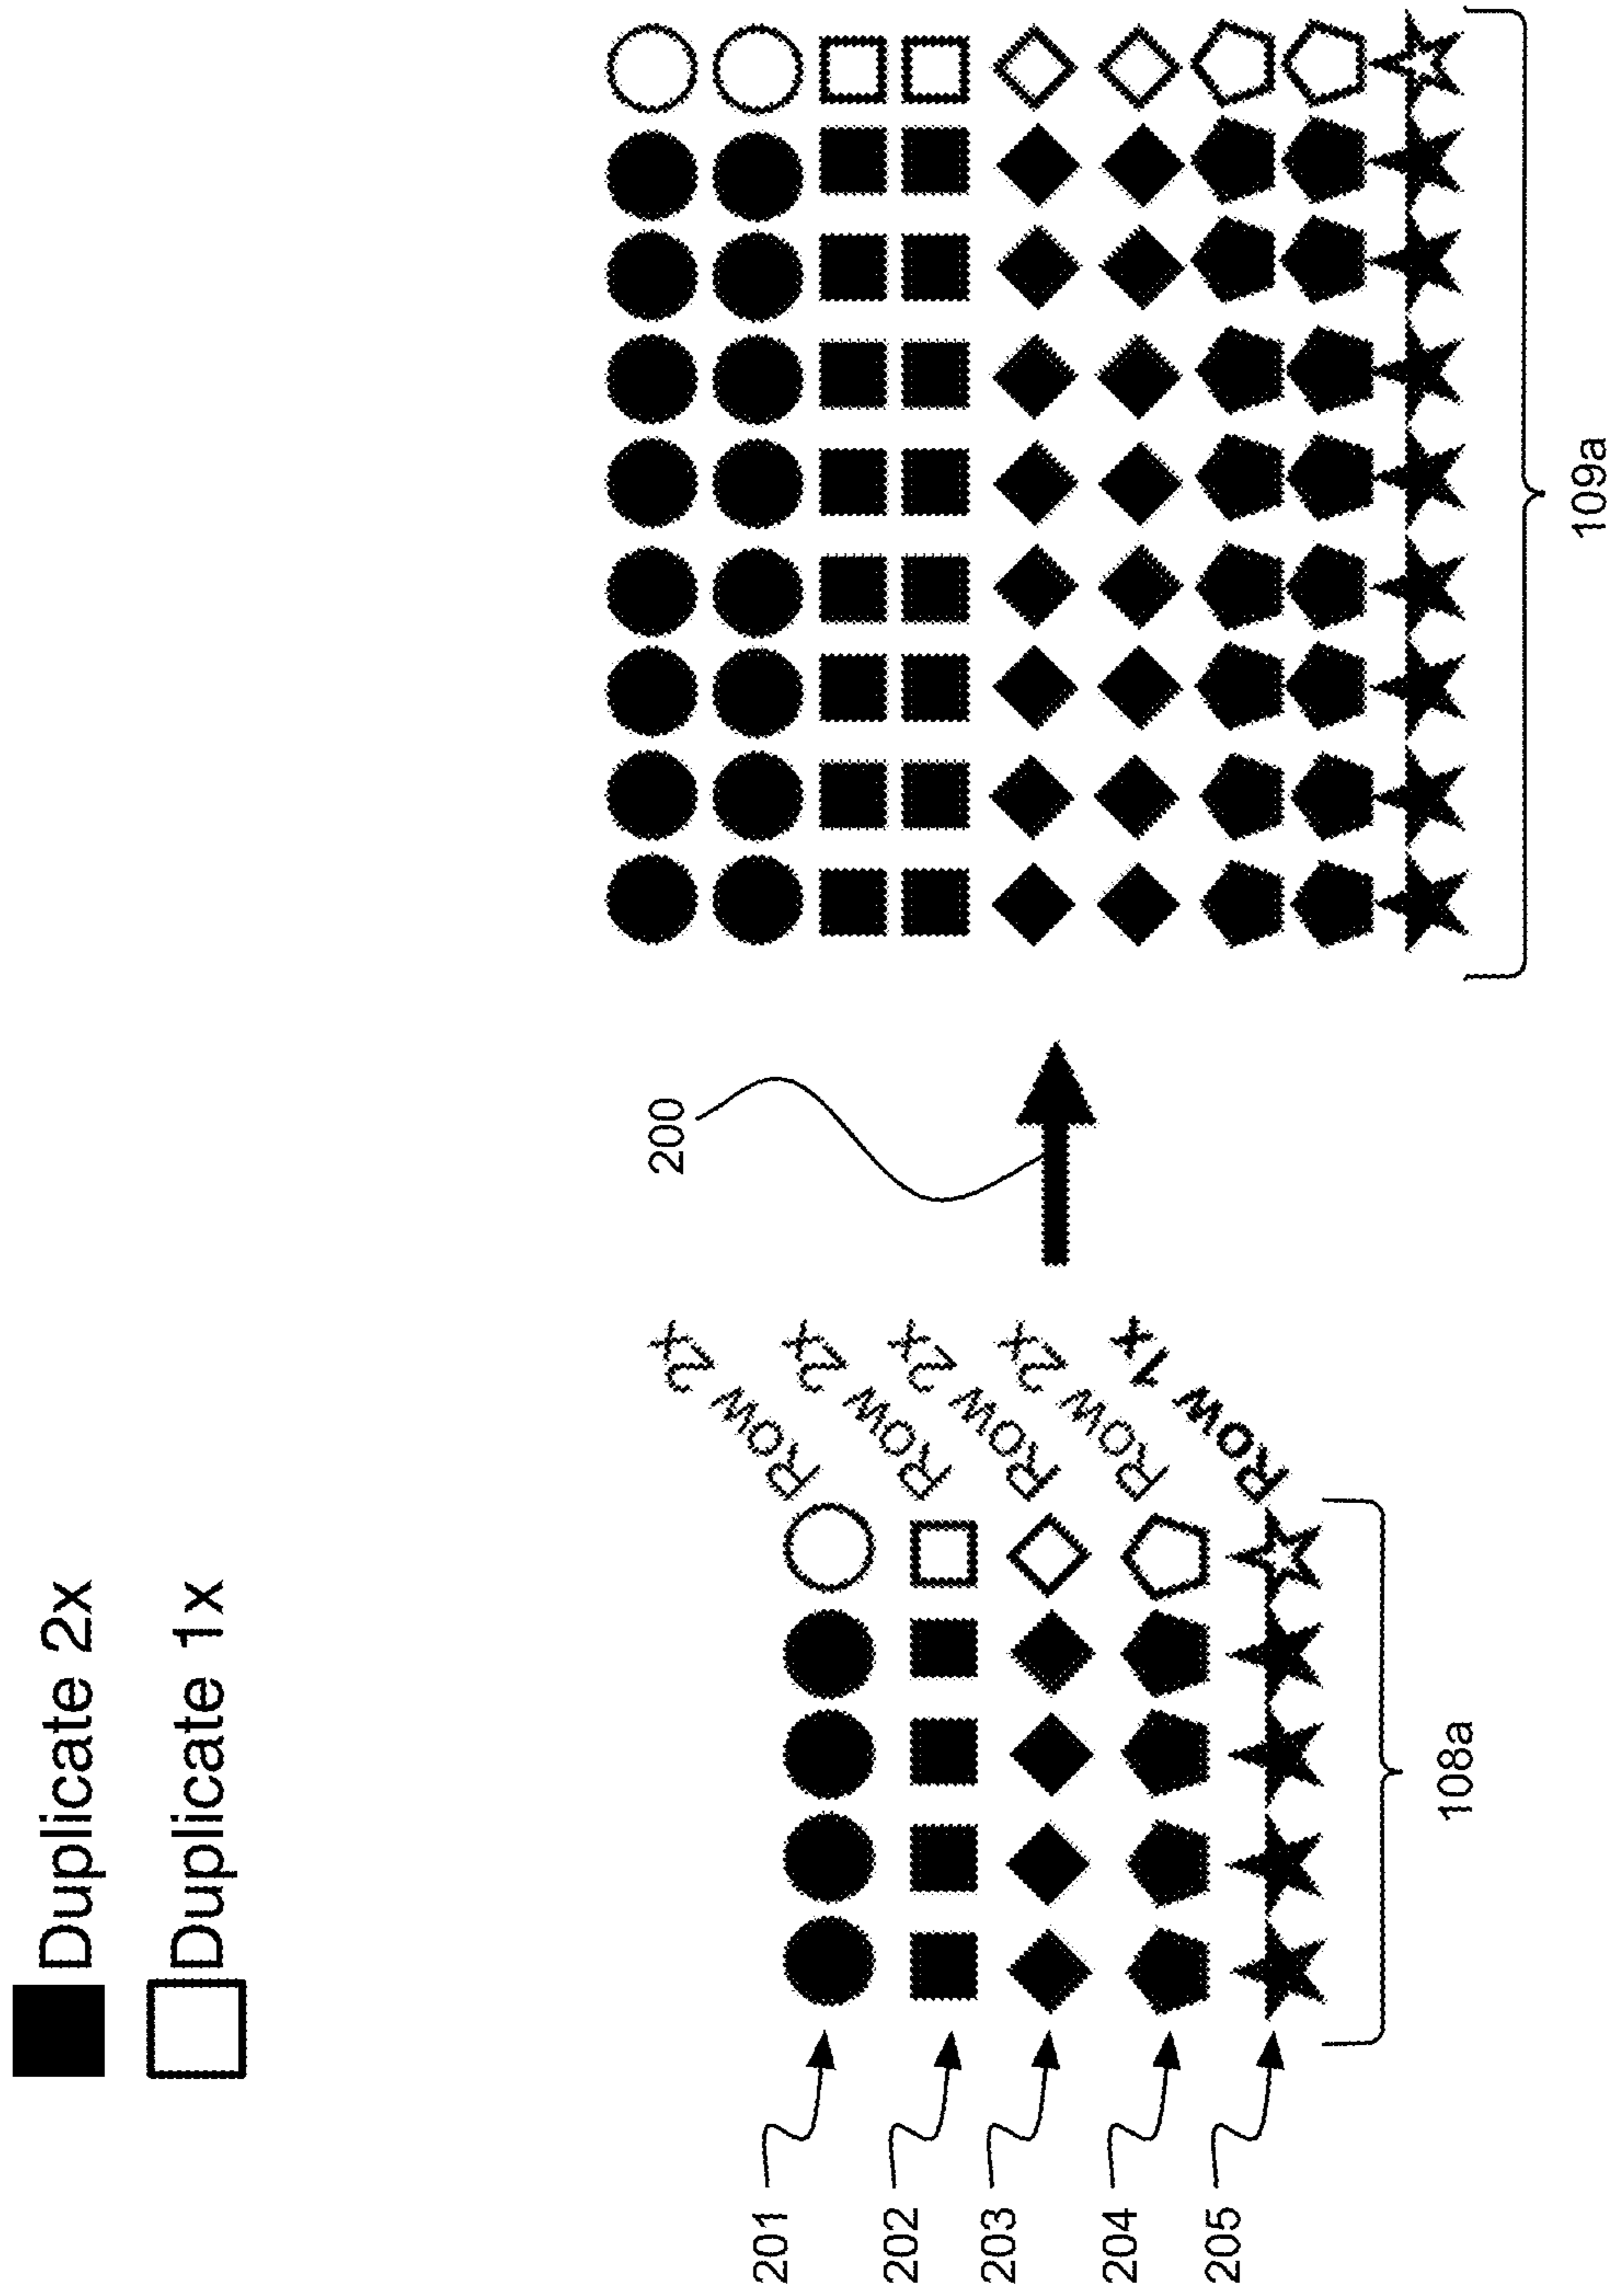 Duplicate 2x
Duplicate 1x
201
202
203
204
205
Row 2x
Row 2x
Row 2x
Row 2x
Row 1x
108a
200
109a